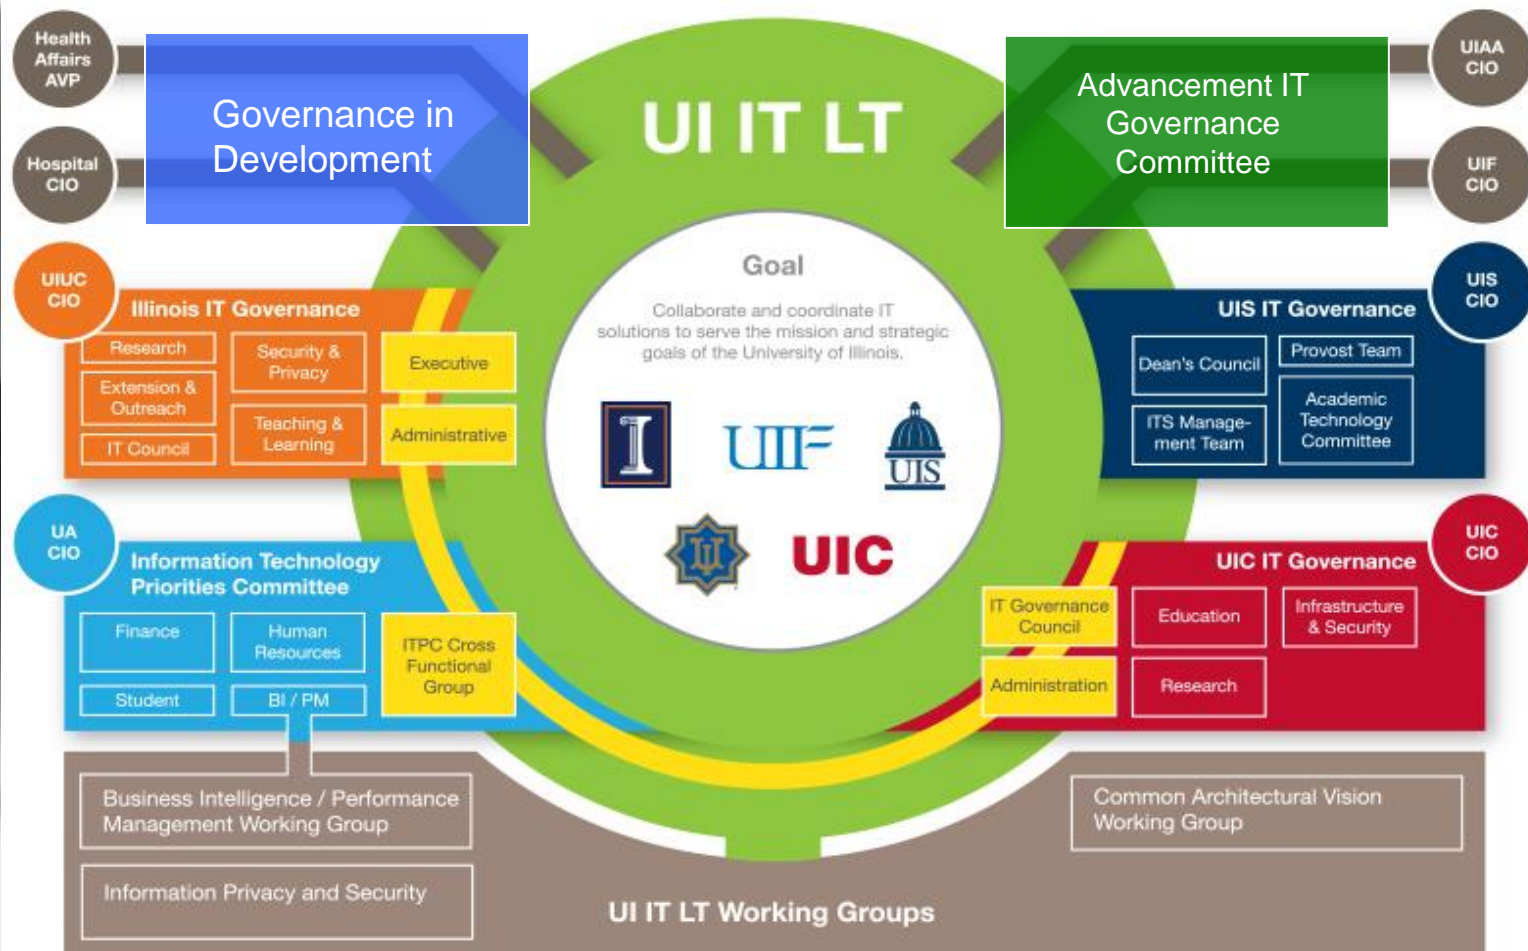 Health
Affairs
AVP
Hospital
CIO
Governance in
Development
UI IT LT
Advancement IT
Governance
Committee
UIAA
CIO
UIF
CIO
Goal
Collaborate and coordinate IT
solutions to serve the mission and strategic
goals of the University of Illinois.
I
UIF
UIS
UI
UIC
UIUC
CIO
Illinois IT Governance
Research
Extension &
Outreach
IT Council
Security &
Privacy
Teaching &
Learning
Executive
Administrative
UIS
CIO
UIS IT Governance
Dean's Council
ITS Manage-
ment Team
Provost Team
Academic
Technology
Committee
UA
CIO
Information Technology
Priorities Committee
Finance
Student
Human
Resources
BI / PM
ITPC Cross
Functional
Group
UIC
CIO
UIC IT Governance
IT Governance
Council
Administration
Education
Research
Infrastructure
& Security
Business Intelligence / Performance
Management Working Group
Information Privacy and Security
Common Architectural Vision
Working Group
UI IT LT Working Groups